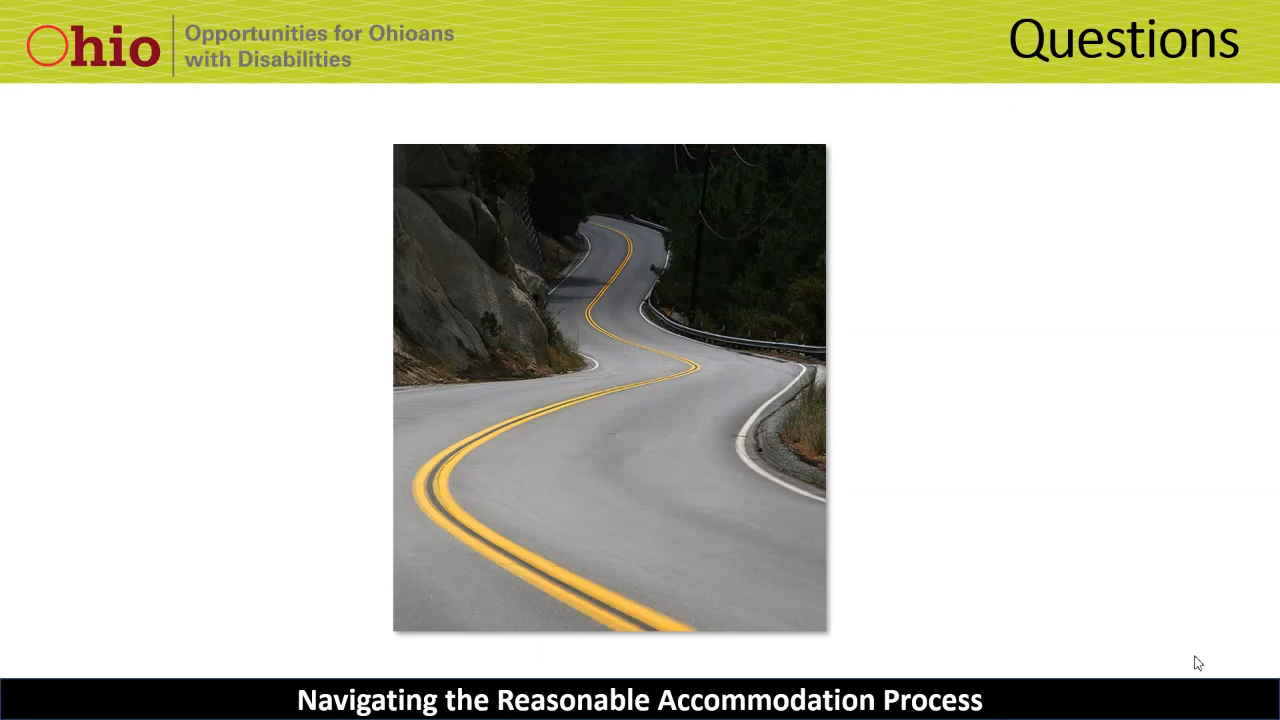 Ohio
Opportunities for Ohioans
with Disabilities
Questions
Navigating the Reasonable Accommodation Process